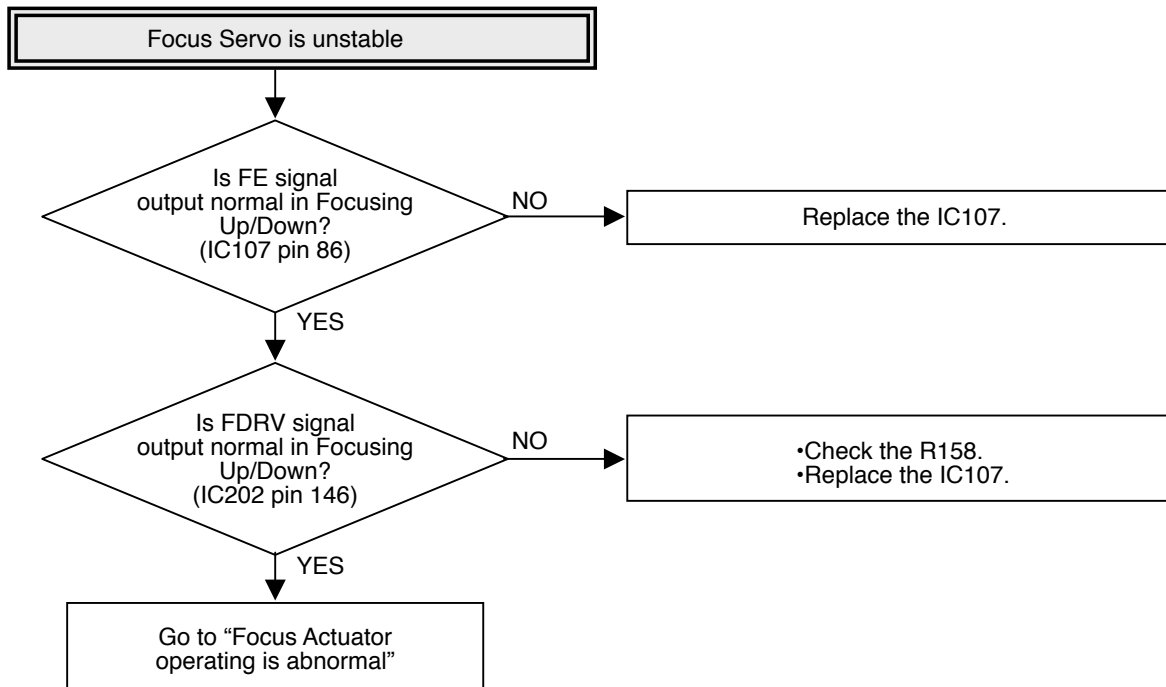 Focus Servo is unstable
Is FE signal
output normal in Focusing
Up/Down?
(IC107 pin 86)
NO
Replace the IC107.
YES
Is FDRV signal
output normal in Focusing
Up/Down?
(IC202 pin 146)
NO
•Check the R158.
•Replace the IC107.
YES
Go to “Focus Actuator
operating is abnormal”